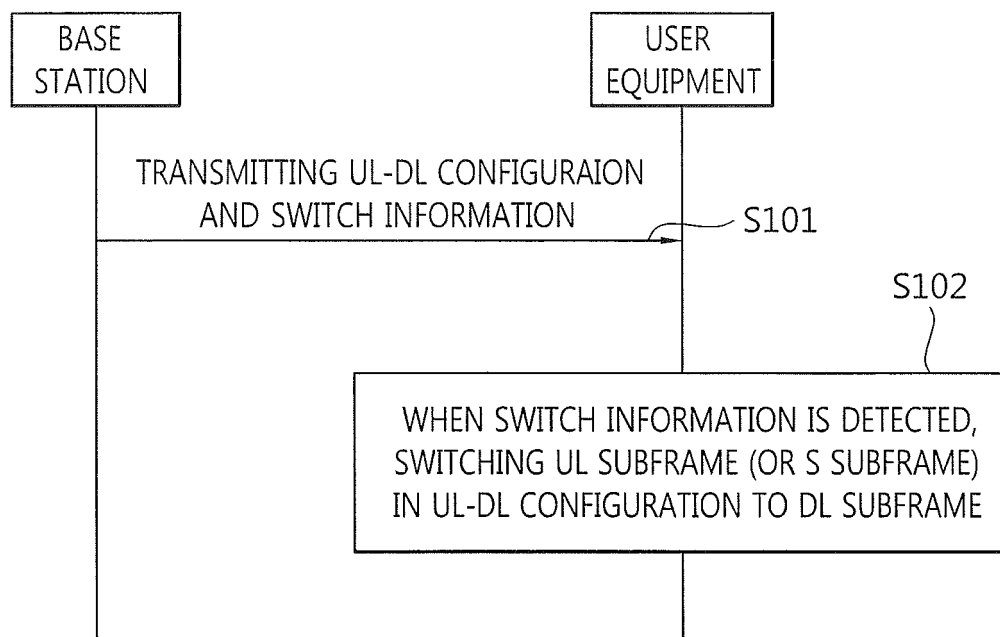 BASE
STATION
USER
EQUIPMENT
TRANSMITTING UL-DL CONFIGURAION
AND SWITCH INFORMATION
S101
S102
WHEN SWITCH INFORMATION IS DETECTED,
SWITCHING UL SUBFRAME (OR S SUBFRAME)
IN UL-DL CONFIGURATION TO DL SUBFRAME